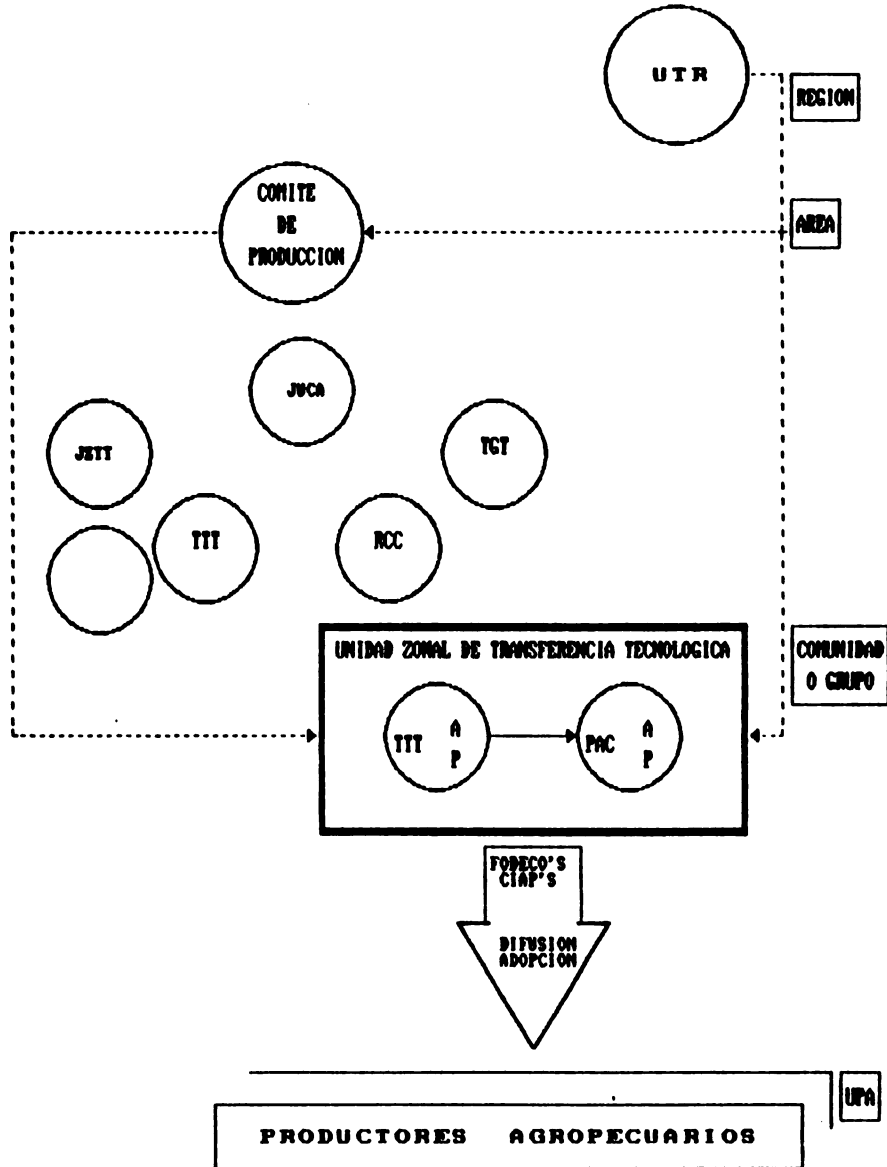 UTR
REGION
COMITE
DE
PRODUCCION
AREA
JUCA
JZTT
TGT
TTT
RCC
UNIDAD ZONAL DE TRANSFERENCIA TECNOLOGICA
COMUNIDAD
O GRUPO
TTT A
P
PAC A
P
FODECO'S
CIAP'S
DIFUSION
ADOPCION
UPA
PRODUCTORES AGROPECUARIOS